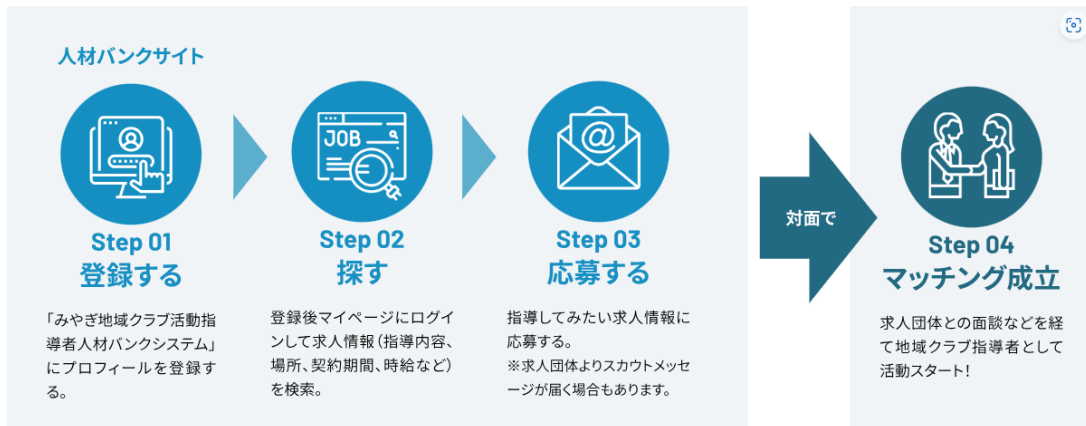 人材バンクサイト
JOB
@
Step 01
登録する
「みやぎ地域クラブ活動指
導者人材バンクシステム」
にプロフィールを登録す
る。
Step 02
探す
登録後マイページにログイ
ンして求人情報（指導内容、
場所、契約期間、時給など）
を検索。
Step 03
応募する
指導してみたい求人情報に
応募する。
※求人団体よりスカウトメッセ
ージが届く場合もあります。
対面で
Step 04
マッチング成立
求人団体との面談などを経
て地域クラブ指導者として
活動スタート！